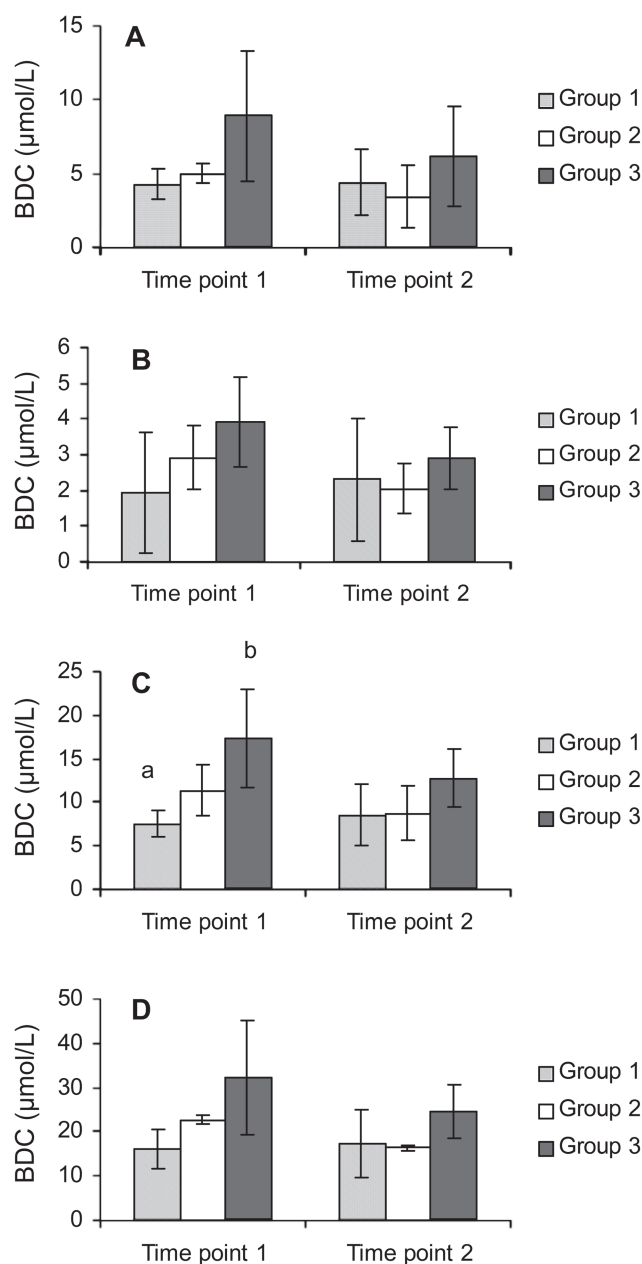 A
BDC (µmol/L)
15
10
5
0
Time point 1 Time point 2
Group 1
Group 2
Group 3
B
BDC (µmol/L)
6
5
4
3
2
1
0
Time point 1 Time point 2
Group 1
Group 2
Group 3
C
BDC (µmol/L)
25
20
15
10
5
0
a
b
Time point 1 Time point 2
Group 1
Group 2
Group 3
D
BDC (µmol/L)
50
40
30
20
10
0
Time point 1 Time point 2
Group 1
Group 2
Group 3